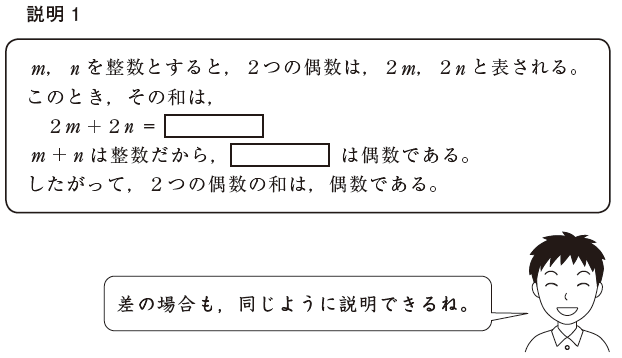 説明1
m, nを整数とすると, 2つの偶数は, 2m, 2nと表される。
このとき, その和は,
2m + 2n =
m + nは整数だから, は偶数である。
したがって, 2つの偶数の和は, 偶数である。
差の場合も, 同じように説明できるね。